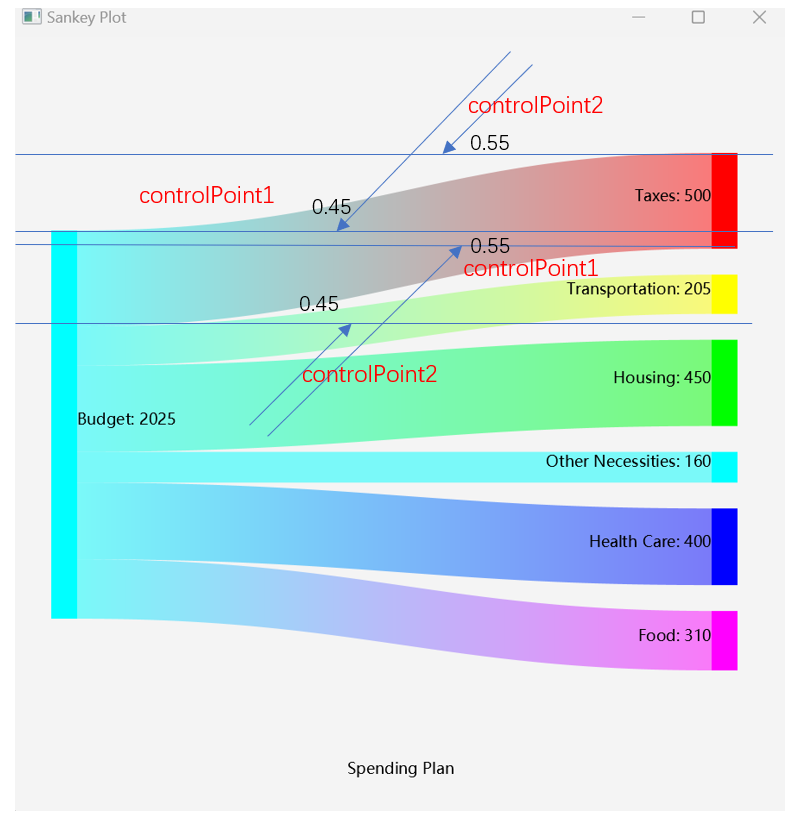 Sankey Plot
controlPoint2
0.55
controlPoint1
Taxes: 500
0.45
0.55
controlPoint1
Transportation: 205
0.45
controlPoint2
Housing: 450
Budget: 2025
Other Necessities: 160
Health Care: 400
Food: 310
Spending Plan